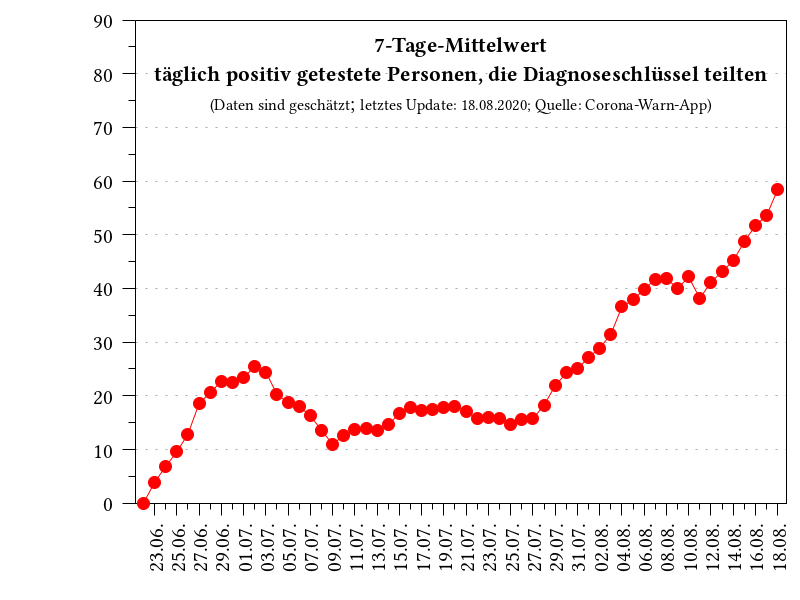 7-Tage-Mittelwert
täglich positiv getestete Personen, die Diagnoseschlüssel teilten
(Daten sind geschätzt; letztes Update: 18.08.2020; Quelle: Corona-Warn-App)
90
80
70
60
50
40
30
20
10
0
23.06. 25.06. 27.06. 29.06. 01.07. 03.07. 05.07. 07.07. 09.07. 11.07. 13.07. 15.07. 17.07. 19.07. 21.07. 23.07. 25.07. 27.07. 29.07. 31.07. 02.08. 04.08. 06.08. 08.08. 10.08. 12.08. 14.08. 16.08. 18.08.